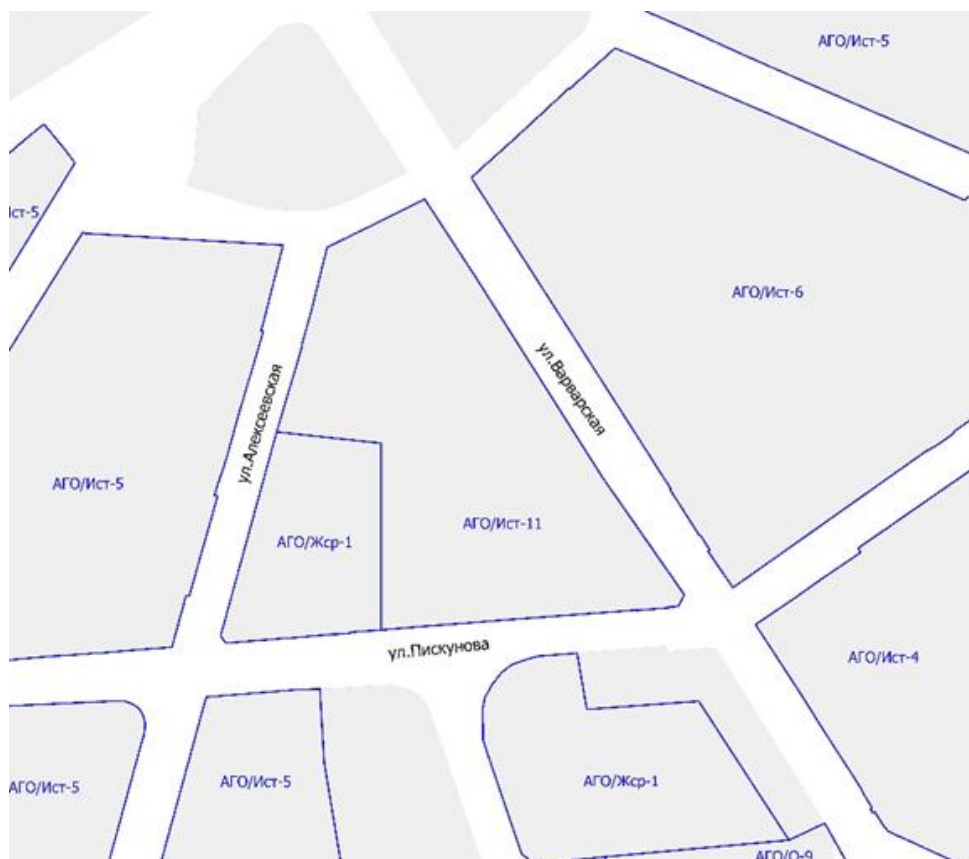 АГО/Ист-5
Ист-5
АГО/Ист-6
ул.Варварская
ул.Алексеевская
АГО/Ист-5
АГО/Ист-11
АГО/Жср-1
ул.Пискунова
АГО/Ист-4
АГО/Ист-5
АГО/Ист-5
АГО/Жср-1
АГО/О-9